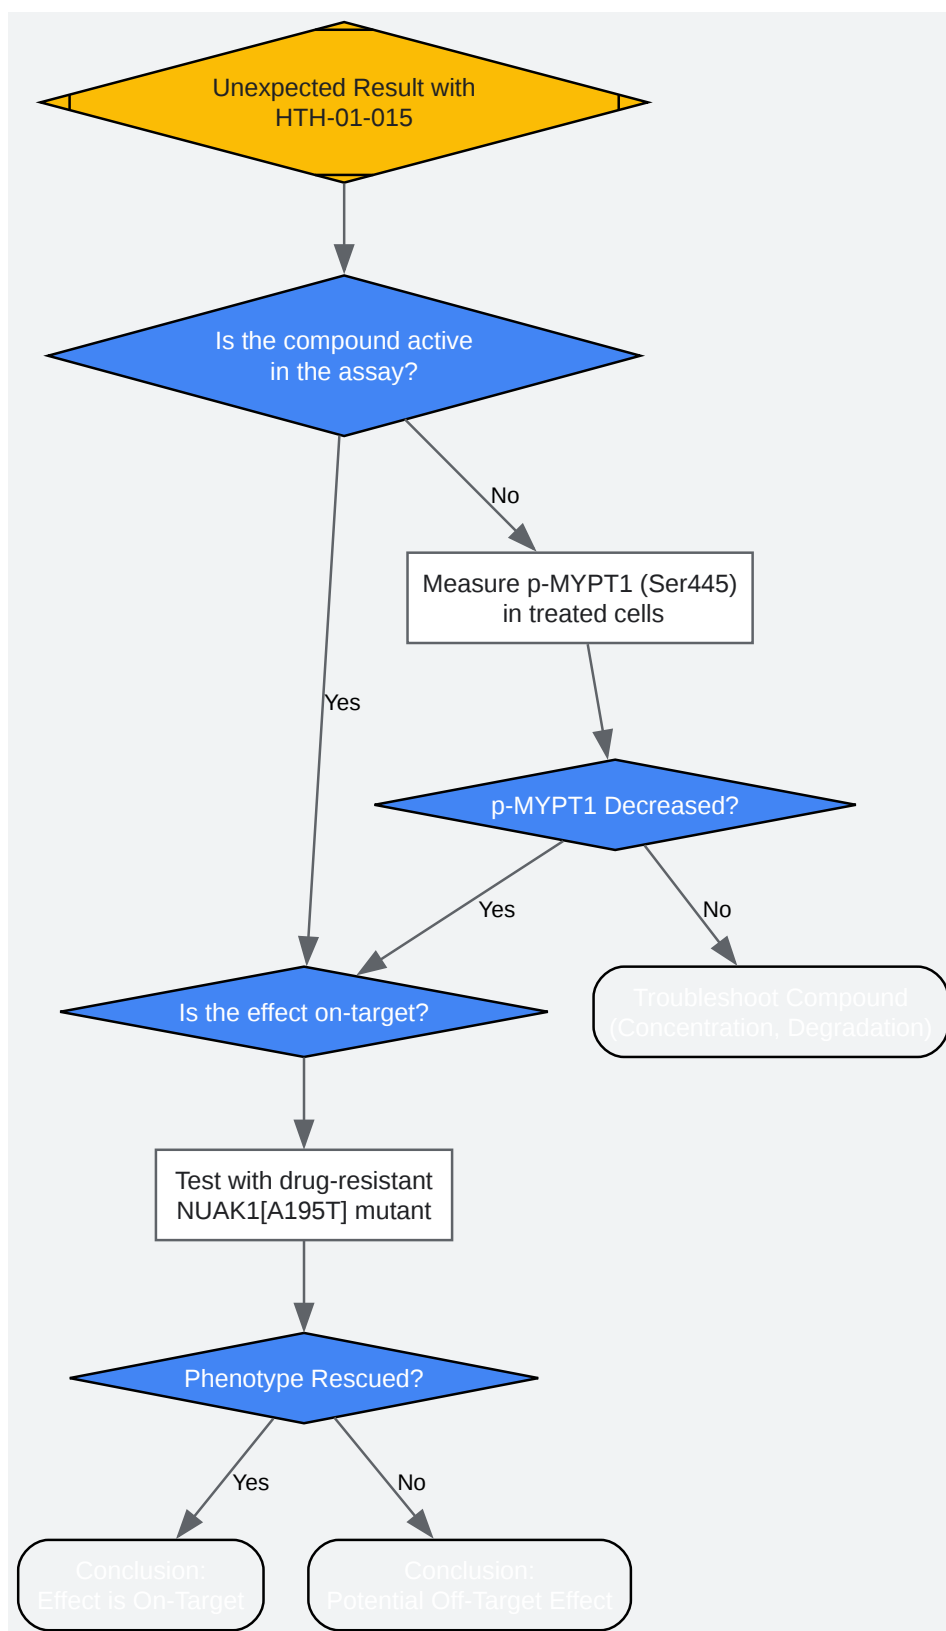 Unexpected Result with
HTH-01-015
Is the compound active
in the assay?
No
Measure p-MYPT1 (Ser445)
in treated cells
Yes
p-MYPT1 Decreased?
Yes
No
Is the effect on-target?
Troubleshoot Compound
(Concentration, Degradation)
Test with drug-resistant
NUAK1[A195T] mutant
Phenotype Rescued?
Yes
No
Conclusion:
Effect is On-Target
Conclusion:
Potential Off-Target Effect